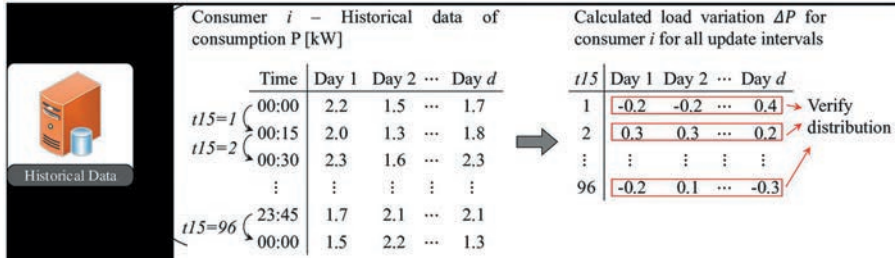 Consumer i – Historical data of
consumption P [kW]
Time Day 1 Day 2 ⋯ Day d
00:00 2.2 1.5 ⋯ 1.7
t15=1
00:15 2.0 1.3 ⋯ 1.8
t15=2
00:30 2.3 1.6 ⋯ 2.3
⋮ ⋮ ⋮ ⋮ ⋮
23:45 1.7 2.1 ⋯ 2.1
t15=96
00:00 1.5 2.2 ⋯ 1.3
Historical Data
Calculated load variation ΔP for
consumer i for all update intervals
t15 Day 1 Day 2 ⋯ Day d
1 -0.2 -0.2 ⋯ 0.4
2 0.3 0.3 ⋯ 0.2
⋮ ⋮ ⋮ ⋮ ⋮
96 -0.2 0.1 ⋯ -0.3
Verify
distribution